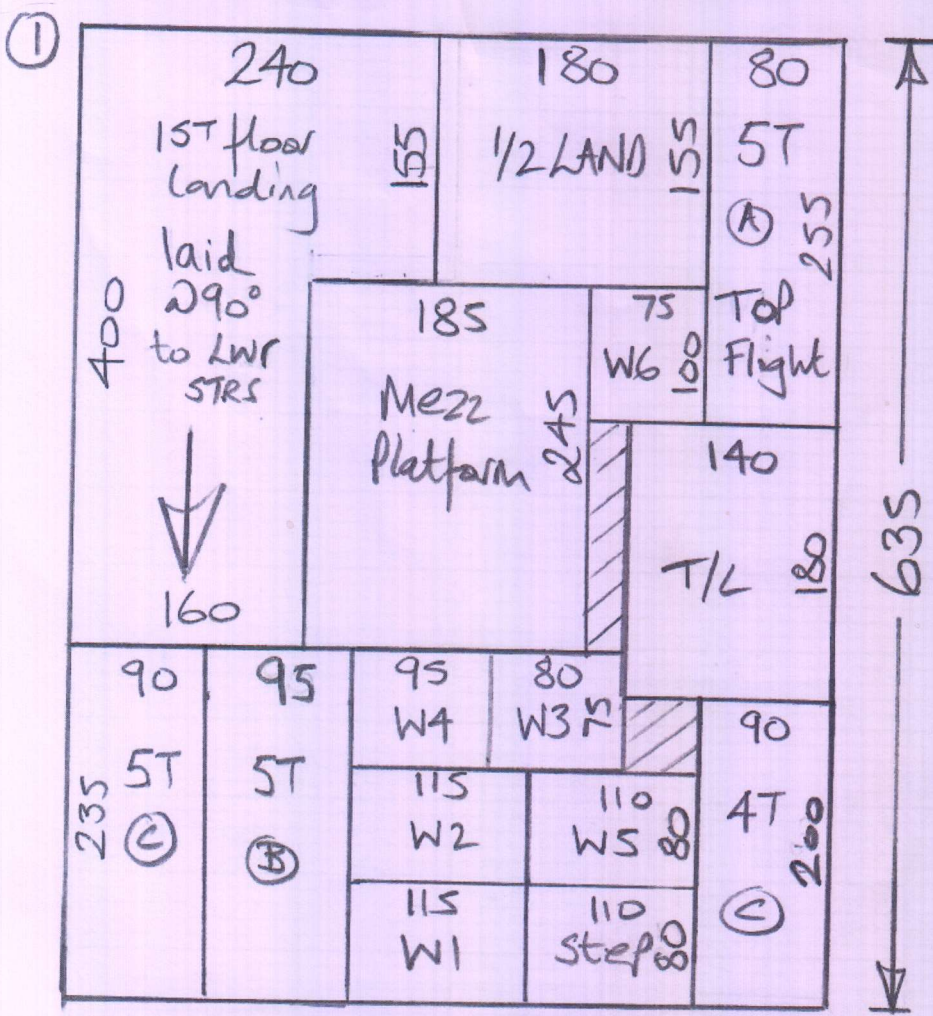 1
240
1ST floor
landing
laid
@90°
to LWR
STRS
400
160
155
180
1/2 LAND
155
80
5T
A
255
TOP
Flight
185
Mezz
Platform
245
75
W6
100
140
T/L
180
635
90
5T
C
235
95
5T
B
95
W4
80
W3
75
115
W2
110
W5
80
115
W1
110
Step
80
90
4T
C
200